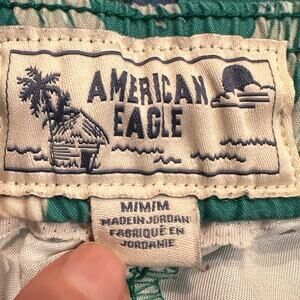 AMERICAN
EAGLE
M/M/M
MADE IN JORDAN
FABRIQUÉ EN
JORDANIE